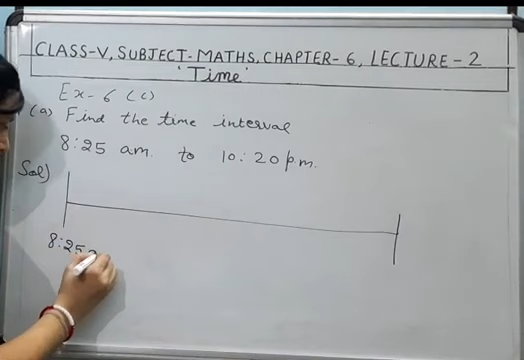 CLASS-V, SUBJECT-MATHS, CHAPTER-6, LECTURE-2
'Time'
Ex-6 (c)
(a) Find the time interval
8:25 am. to 10:20 pm.
Sol)
8:25 a